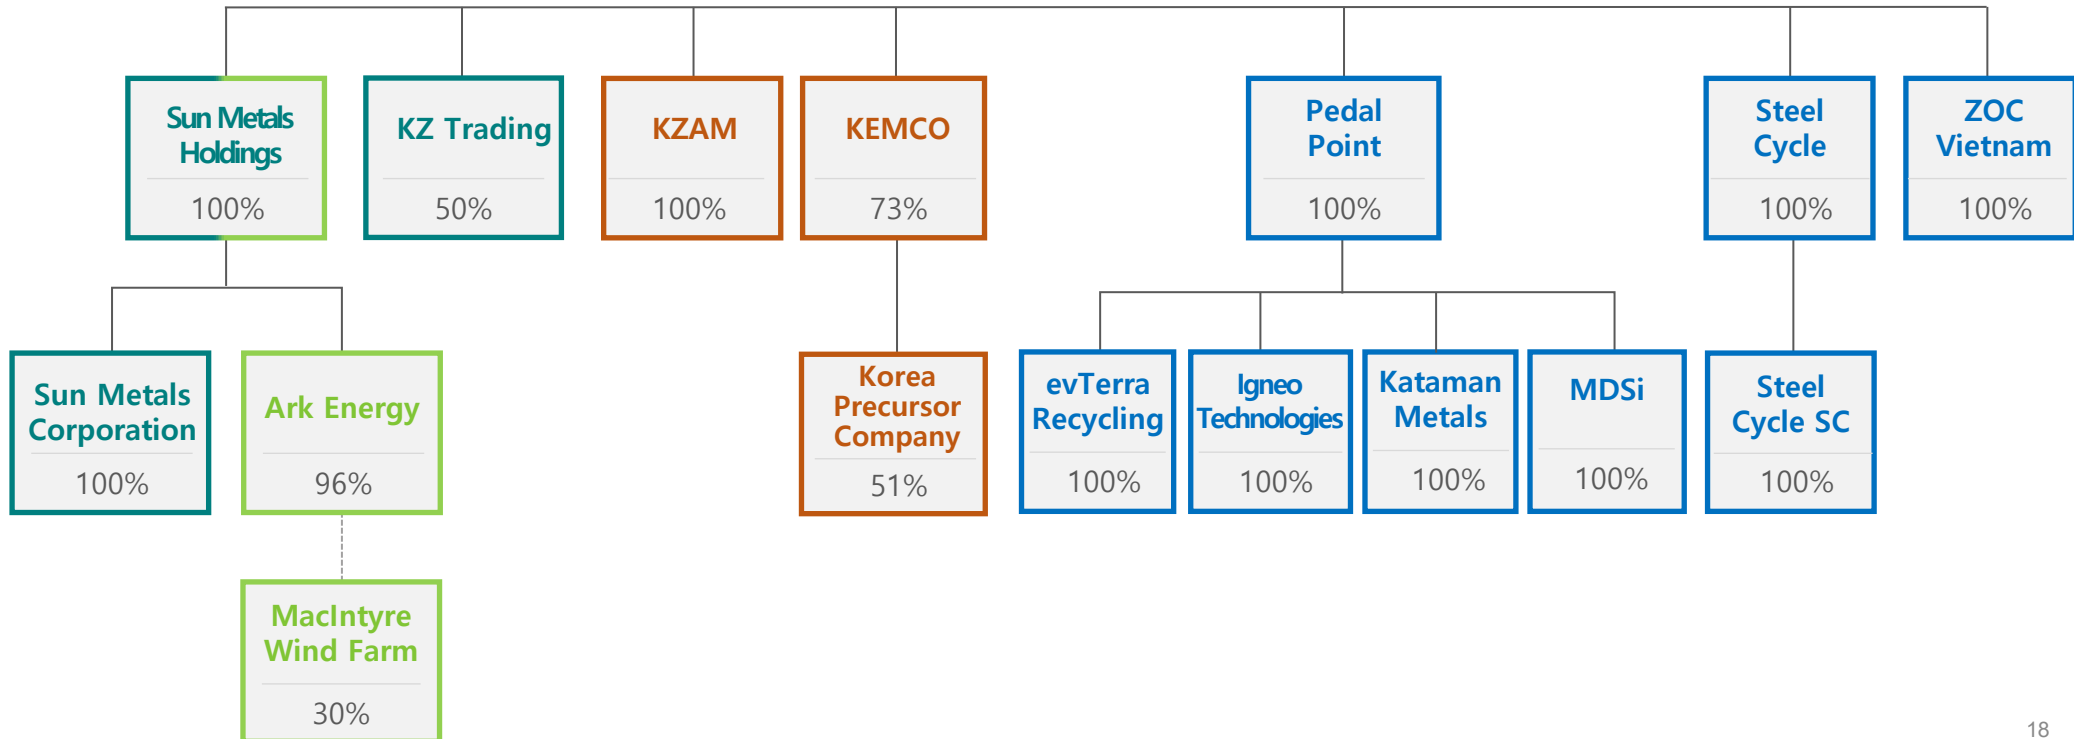 Sun Metals
Holdings
100%
KZ Trading
50%
KZAM
100%
KEMCO
73%
Pedal
Point
100%
Steel
Cycle
100%
ZOC
Vietnam
100%
Sun Metals
Corporation
100%
Ark Energy
96%
Korea
Precursor
Company
51%
evTerra
Recycling
100%
Igneo
Technologies
100%
Kataman
Metals
100%
MDSi
100%
Steel
Cycle SC
100%
MacIntyre
Wind Farm
30%
18